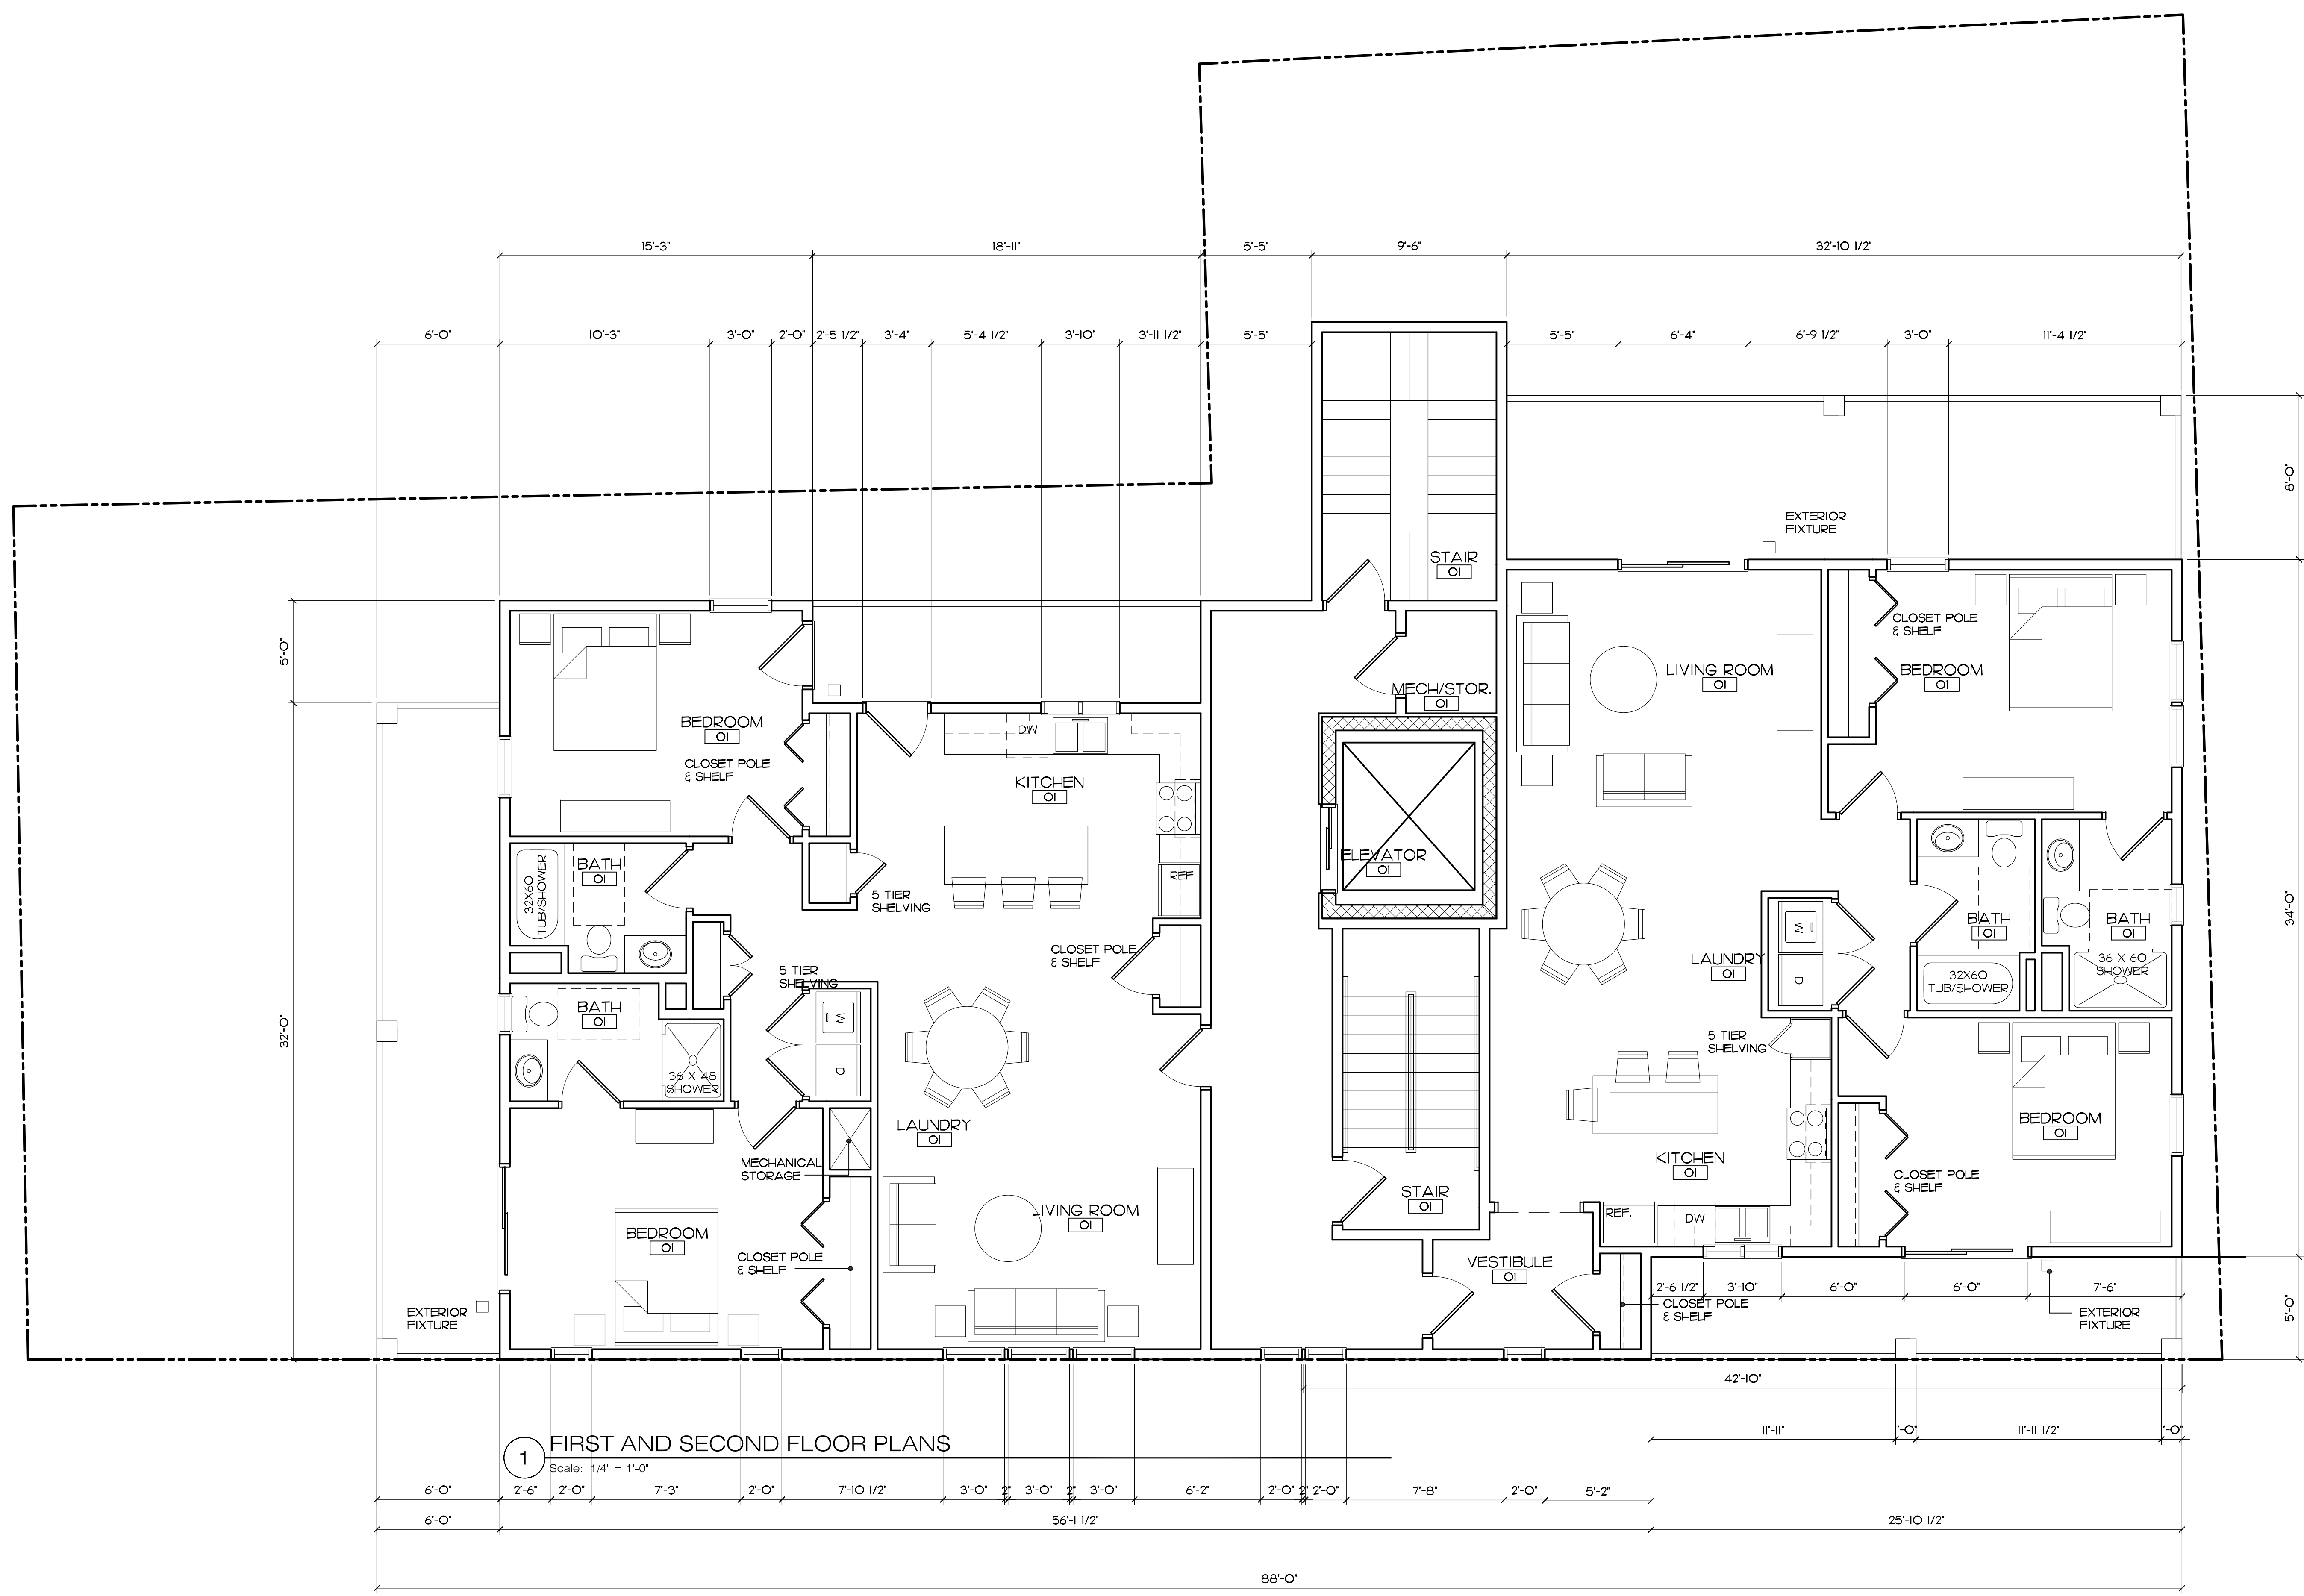 15'-3"
18'-11"
5'-5"
9'-6"
32'-10 1/2"
6'-0"
10'-3"
3'-0"
2'-0"
2'-5 1/2"
3'-4"
5'-4 1/2"
3'-10"
3'-11 1/2"
5'-5"
5'-5"
6'-4"
6'-9 1/2"
3'-0"
11'-4 1/2"
8'-0"
EXTERIOR
FIXTURE
STAIR
01
5'-0"
CLOSET POLE
& SHELF
LIVING ROOM
01
BEDROOM
01
MECH/STOR.
01
BEDROOM
01
DW
CLOSET POLE
& SHELF
KITCHEN
01
ELEVATOR
01
BATH
01
32X60
TUB/SHOWER
REF.
5 TIER
SHELVING
34'-0"
BATH
01
BATH
01
W
D
CLOSET POLE
& SHELF
LAUNDRY
01
36 X 60
SHOWER
32X60
TUB/SHOWER
5 TIER
SHELVING
BATH
01
W
D
32'-0"
36 X 48
SHOWER
5 TIER
SHELVING
LAUNDRY
01
BEDROOM
01
MECHANICAL
STORAGE
KITCHEN
01
CLOSET POLE
& SHELF
STAIR
01
LIVING ROOM
01
REF.
DW
BEDROOM
01
CLOSET POLE
& SHELF
VESTIBULE
01
2'-6 1/2"
3'-10"
6'-0"
6'-0"
7'-6"
CLOSET POLE
& SHELF
EXTERIOR
FIXTURE
EXTERIOR
FIXTURE
5'-0"
42'-10"
11'-11"
1'-0"
11'-11 1/2"
1'-0"
1
FIRST AND SECOND FLOOR PLANS
Scale: 1/4" = 1'-0"
6'-0"
2'-6"
2'-0"
7'-3"
2'-0"
7'-10 1/2"
3'-0"
2"
3'-0"
2"
3'-0"
6'-2"
2'-0"
2"
2'-0"
7'-8"
2'-0"
5'-2"
6'-0"
56'-1 1/2"
25'-10 1/2"
88'-0"